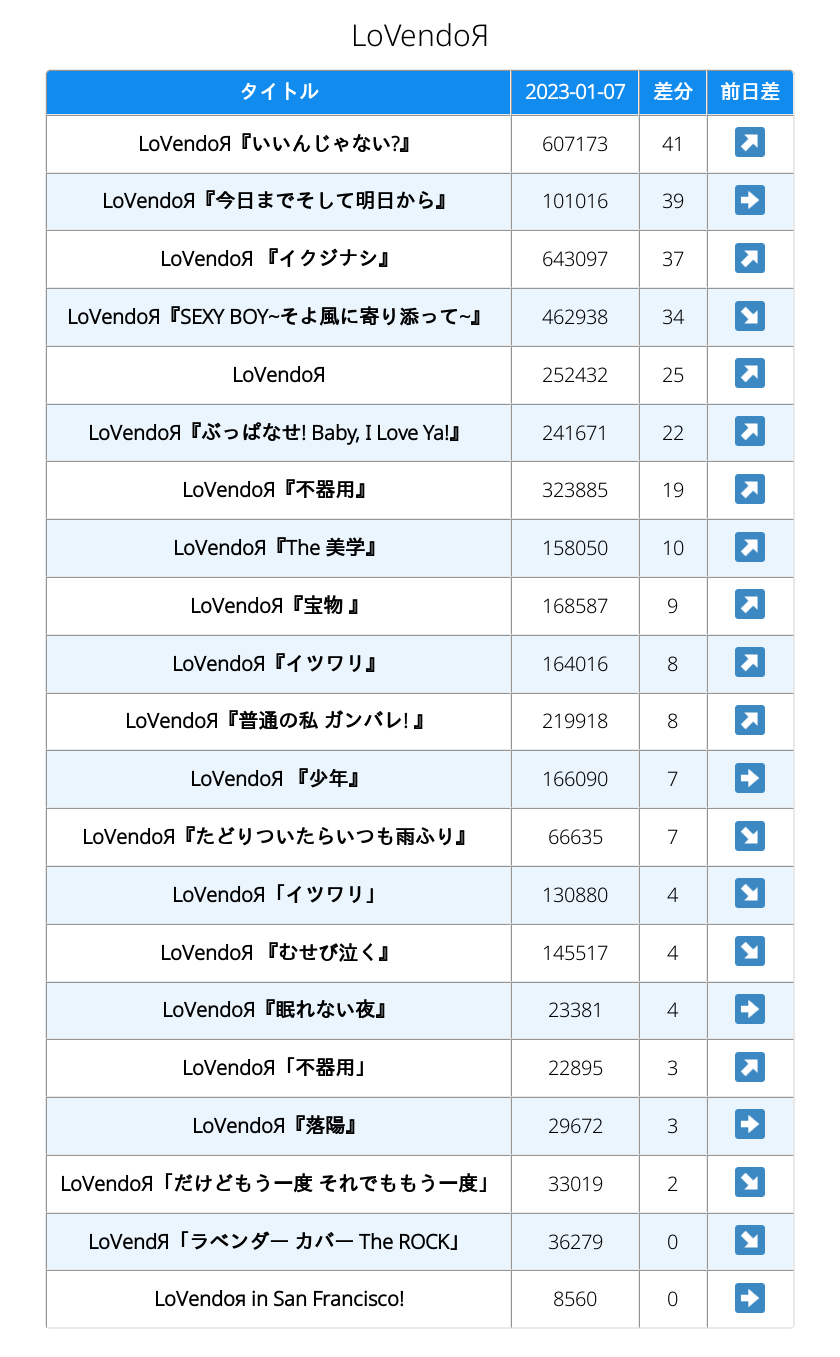 LoVendoЯ
タイトル 2023-01-07 差分 前日差
LoVendoЯ『いいんじゃない?』 607173 41 ↗
LoVendoЯ『今日までそして明日から』 101016 39 ➡
LoVendoЯ 『イクジナシ』 643097 37 ↗
LoVendoЯ『SEXY BOY~そよ風に寄り添って~』 462938 34 ↘
LoVendoЯ 252432 25 ↗
LoVendoЯ『ぶっぱなせ! Baby, I Love Ya!』 241671 22 ↗
LoVendoЯ『不器用』 323885 19 ↗
LoVendoЯ『The 美学』 158050 10 ↗
LoVendoЯ『宝物 』 168587 9 ↗
LoVendoЯ『イツワリ』 164016 8 ↗
LoVendoЯ『普通の私 ガンバレ! 』 219918 8 ↗
LoVendoЯ 『少年』 166090 7 ➡
LoVendoЯ『たどりついたらいつも雨ふり』 66635 7 ↘
LoVendoЯ「イツワリ」 130880 4 ↘
LoVendoЯ 『むせび泣く』 145517 4 ↘
LoVendoЯ『眠れない夜』 23381 4 ➡
LoVendoЯ「不器用」 22895 3 ↗
LoVendoЯ『落陽』 29672 3 ➡
LoVendoЯ「だけどもう一度 それでももう一度」 33019 2 ↘
LoVendЯ「ラベンダー カバー The ROCK」 36279 0 ↘
LoVendoя in San Francisco! 8560 0 ➡